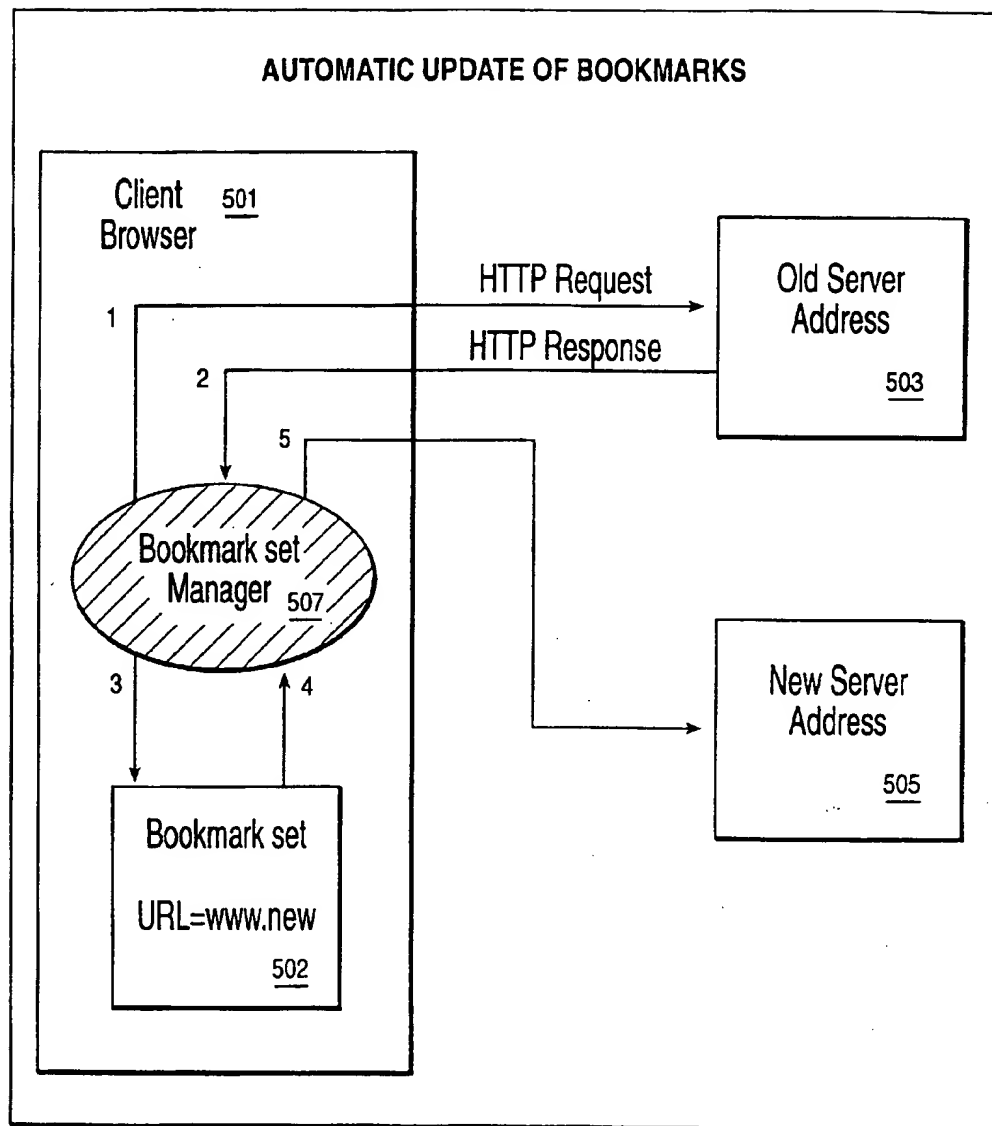 AUTOMATIC UPDATE OF BOOKMARKS
Client 501
Browser
1
HTTP Request
Old Server
Address
503
HTTP Response
2
5
Bookmark set
Manager 507
3
4
New Server
Address
505
Bookmark set
URL=www.new
502